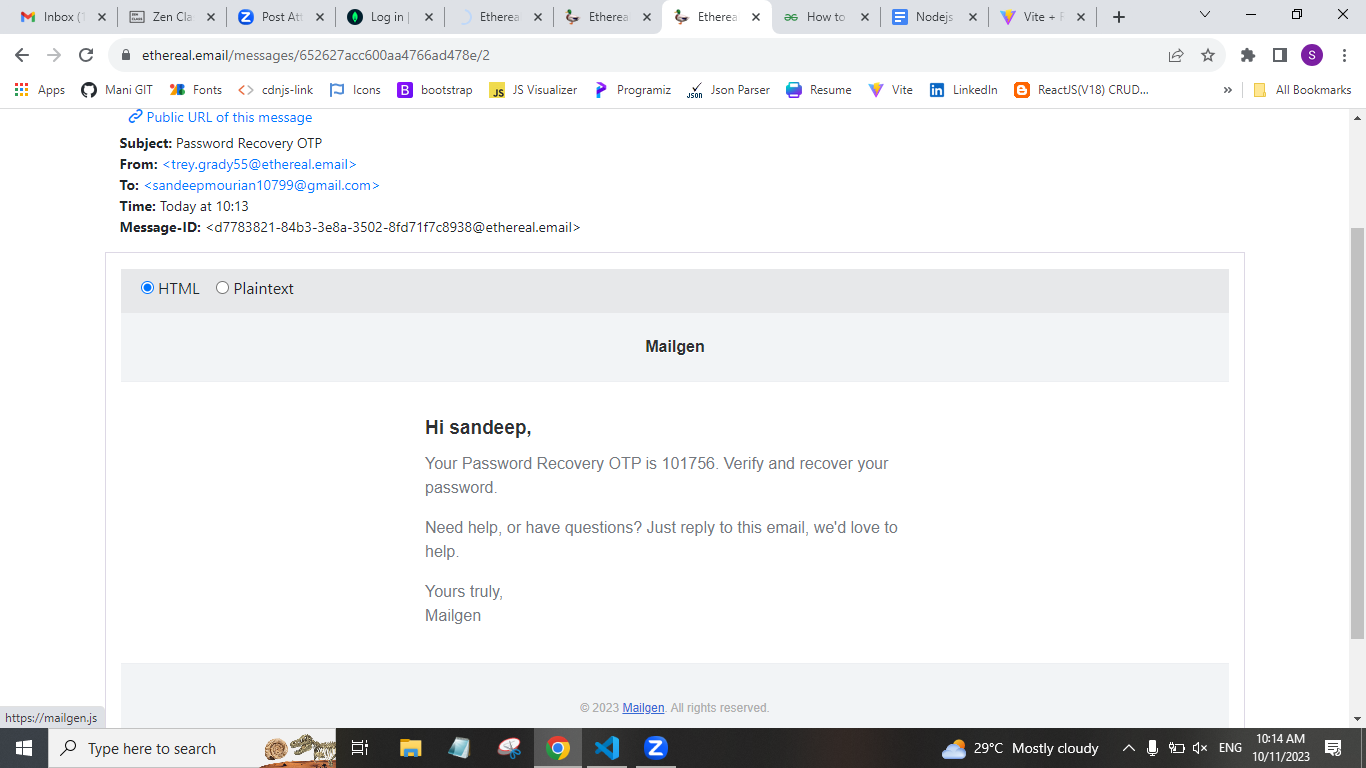 Inbox (1
Zen Cla
Post Att
Log in |
Ethereal
Ethereal
Ethereal
How to
Nodejs
Vite + R
ethereal.email/messages/652627acc600aa4766ad478e/2
S
Apps
Mani GIT
Fonts
cdnjs-link
Icons
bootstrap
JS Visualizer
Programiz
Json Parser
Resume
Vite
LinkedIn
ReactJS(V18) CRUD...
»
All Bookmarks
Public URL of this message
Subject: Password Recovery OTP
From: <trey.grady55@ethereal.email>
To: <sandeepmourian10799@gmail.com>
Time: Today at 10:13
Message-ID: <d7783821-84b3-3e8a-3502-8fd71f7c8938@ethereal.email>
HTML Plaintext
Mailgen
Hi sandeep,
Your Password Recovery OTP is 101756. Verify and recover your
password.
Need help, or have questions? Just reply to this email, we'd love to
help.
Yours truly,
Mailgen
© 2023 Mailgen. All rights reserved.
https://mailgen.js
Type here to search
29°C Mostly cloudy
ENG
10:14 AM
10/11/2023